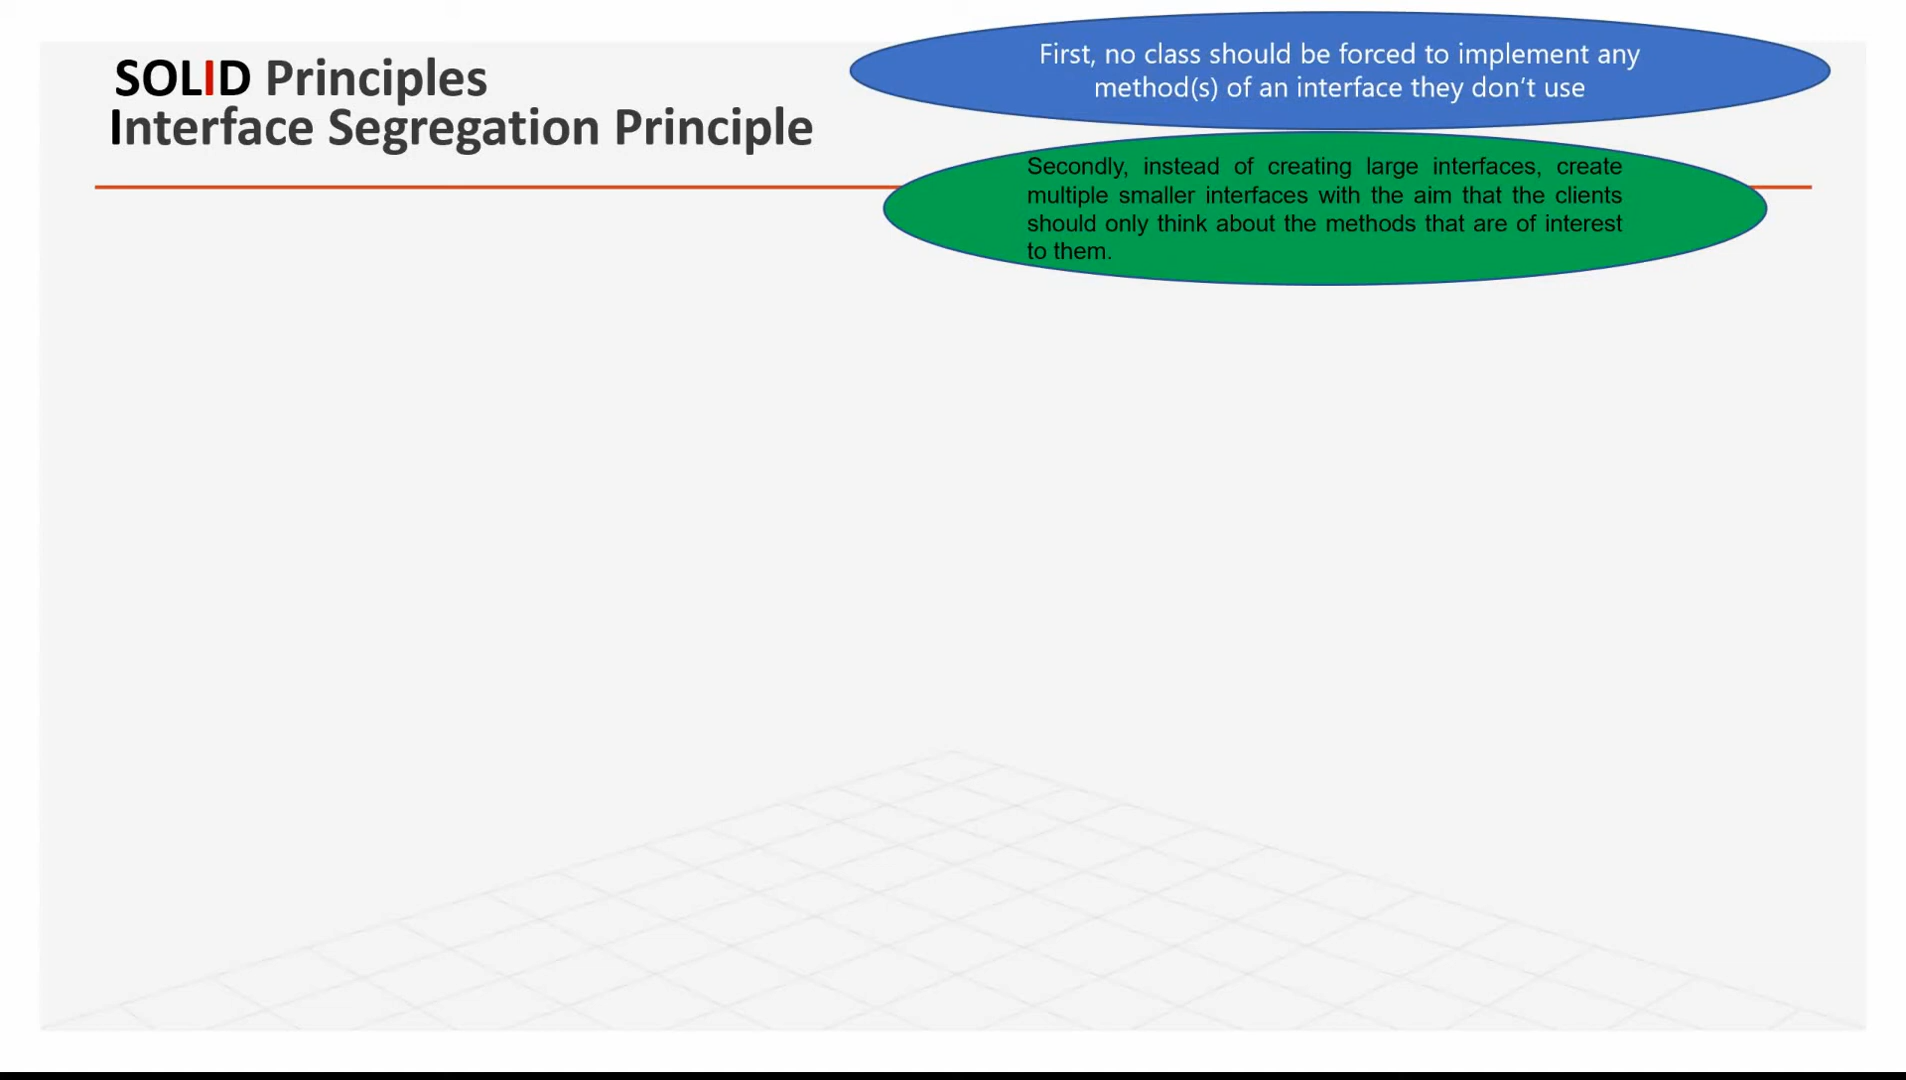 SOLID Principles
Interface Segregation Principle
First, no class should be forced to implement any
method(s) of an interface they don't use
Secondly, instead of creating large interfaces, create
multiple smaller interfaces with the aim that the clients
should only think about the methods that are of interest
to them.